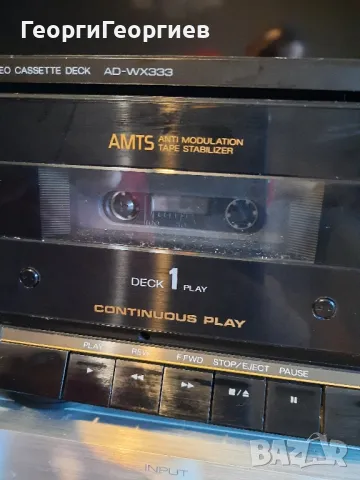 ГеоргиГеоргиев
EO CASSETTE DECK AD-WX333
AMTS ANTI MODULATION
TAPE STABILIZER
DECK 1 PLAY
CONTINUOUS PLAY
PLAY REW F.FWD STOP/EJECT PAUSE
INPUT
bazar